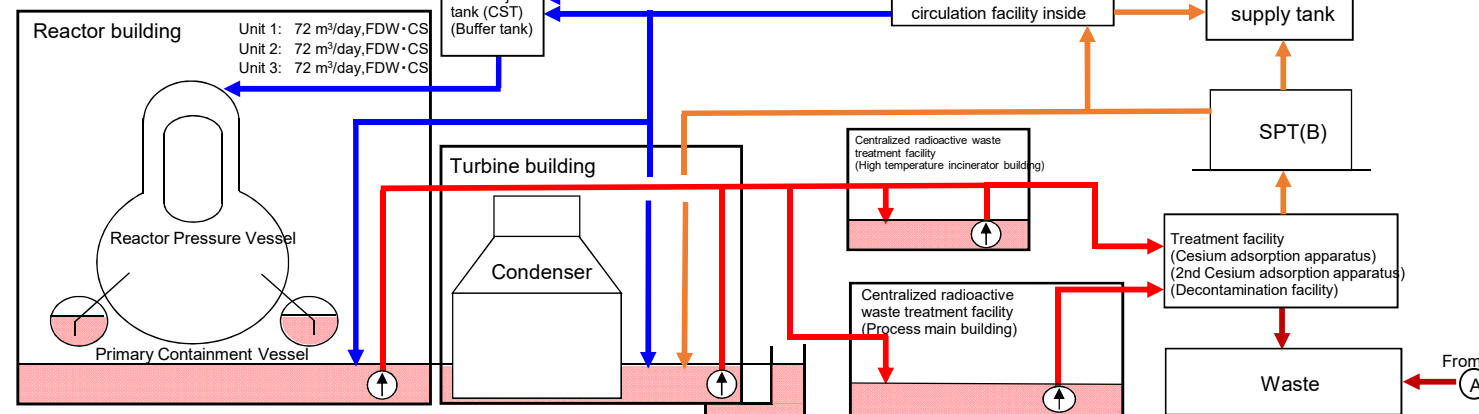 Reactor building
Unit 1: 72 m³/day,FDW・CS
Unit 2: 72 m³/day,FDW・CS
Unit 3: 72 m³/day,FDW・CS
tank (CST)
(Buffer tank)
circulation facility inside
supply tank
SPT(B)
Centralized radioactive waste
treatment facility
(High temperature incinerator building)
Turbine building
Reactor Pressure Vessel
Condenser
Treatment facility
(Cesium adsorption apparatus)
(2nd Cesium adsorption apparatus)
(Decontamination facility)
Centralized radioactive
waste treatment facility
(Process main building)
Primary Containment Vessel
Waste
From
A